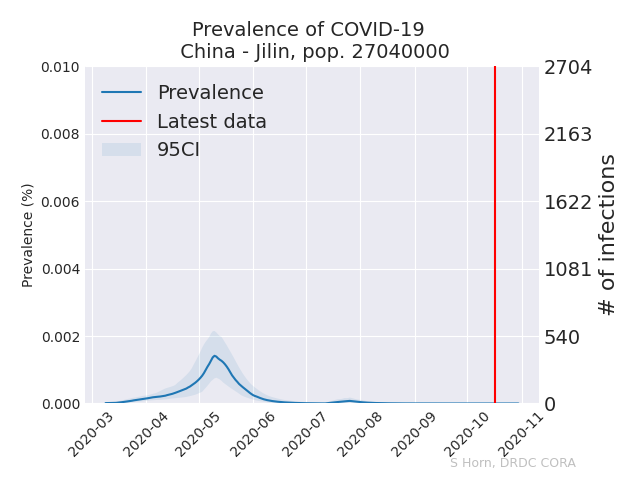 Prevalence of COVID-19
China - Jilin, pop. 27040000
Prevalence
Latest data
95CI
Prevalence (%)
0.010
0.008
0.006
0.004
0.002
0.000
2704
2163
1622
1081
540
0
# of infections
2020-03
2020-04
2020-05
2020-06
2020-07
2020-08
2020-09
2020-10
2020-11
S Horn, DRDC CORA